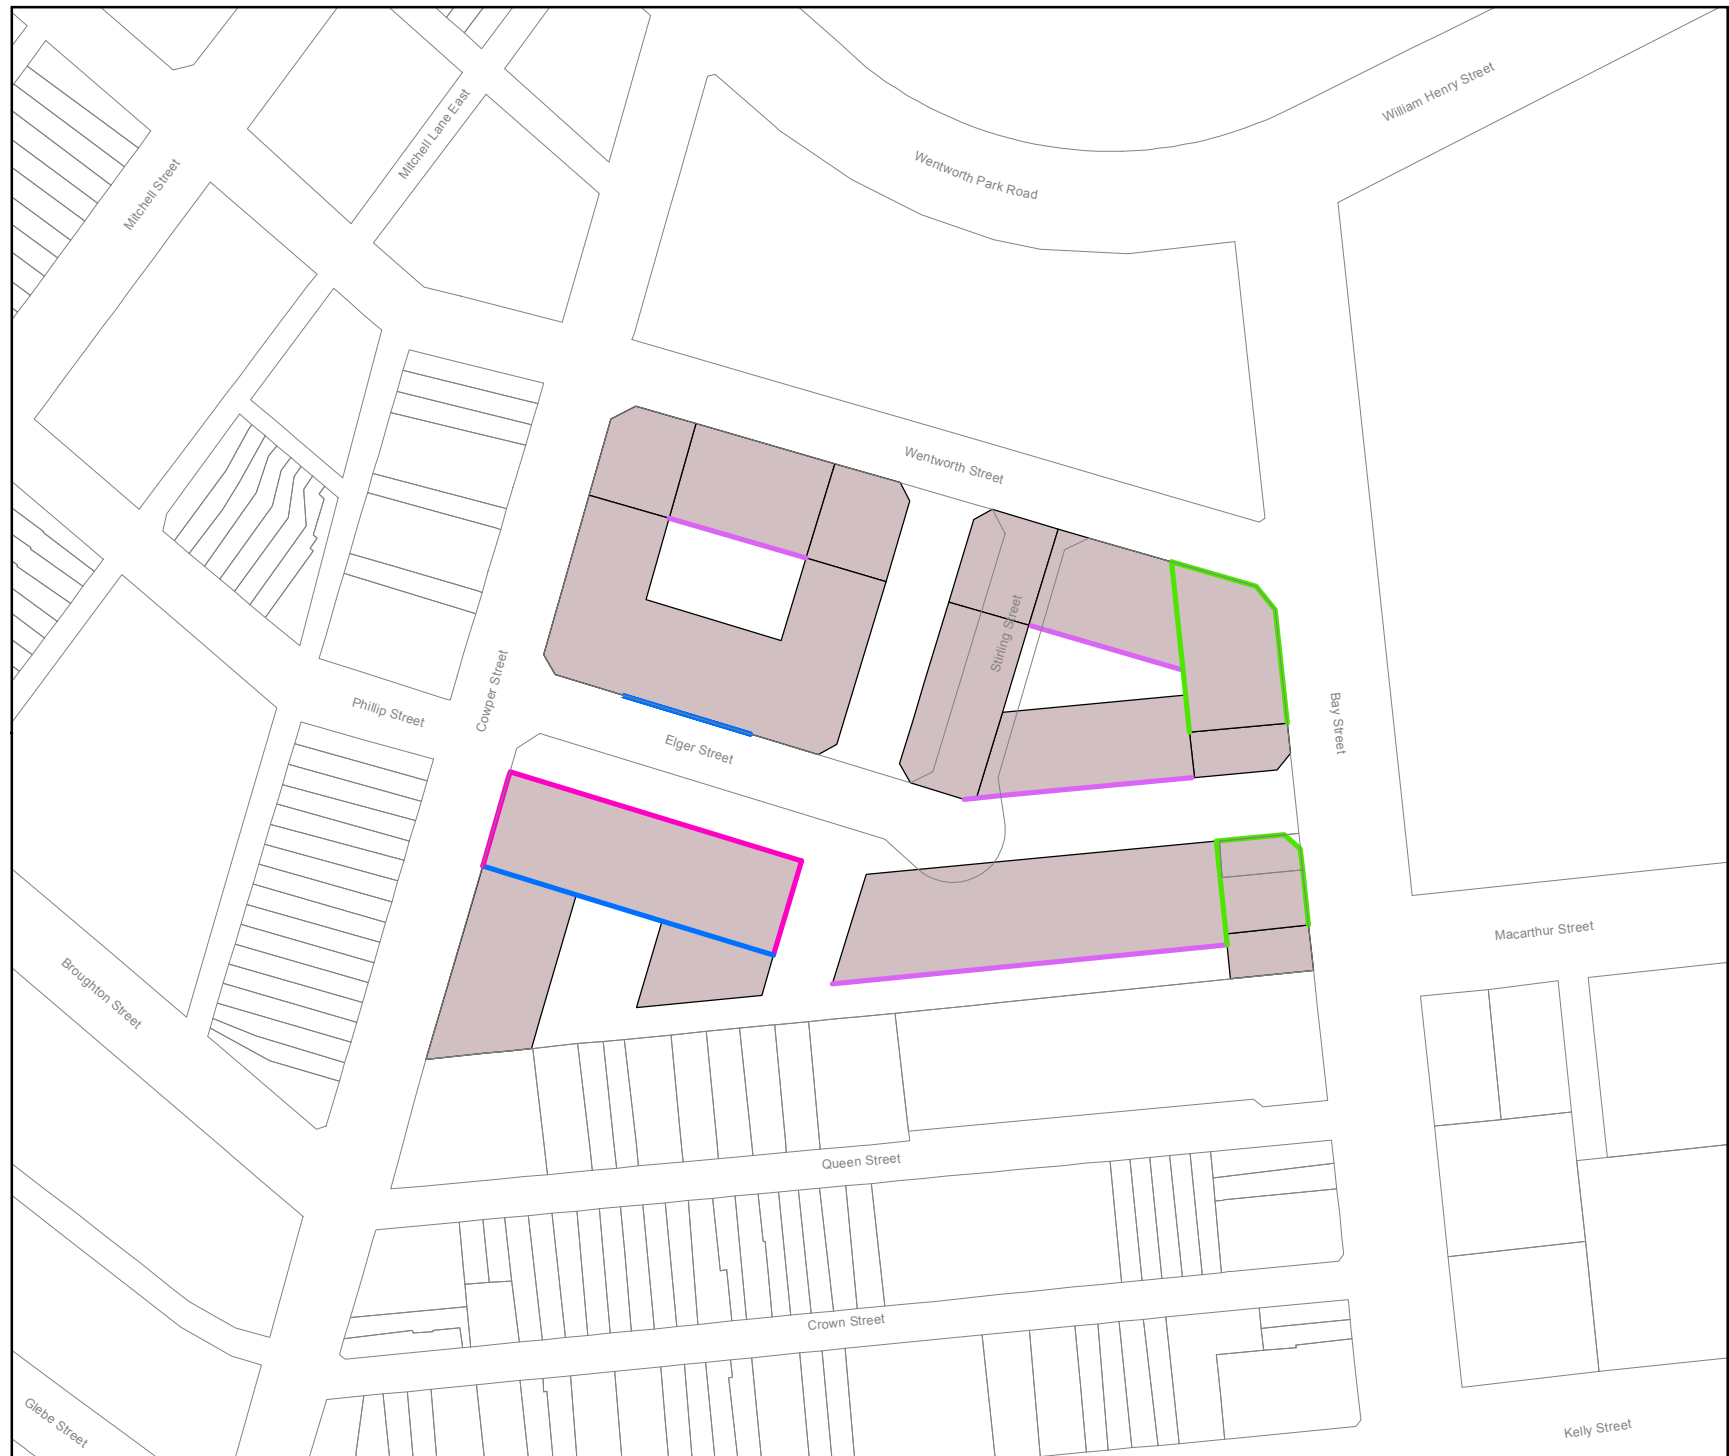 William Henry Street
Mitchell Lane East
Wentworth Park Road
Mitchell Street
Wentworth Street
Stirling Street
Cowper Street
Phillip Street
Bay Street
Elger Street
Macarthur Street
Broughton Street
Queen Street
Crown Street
Glebe Street
Kelly Street